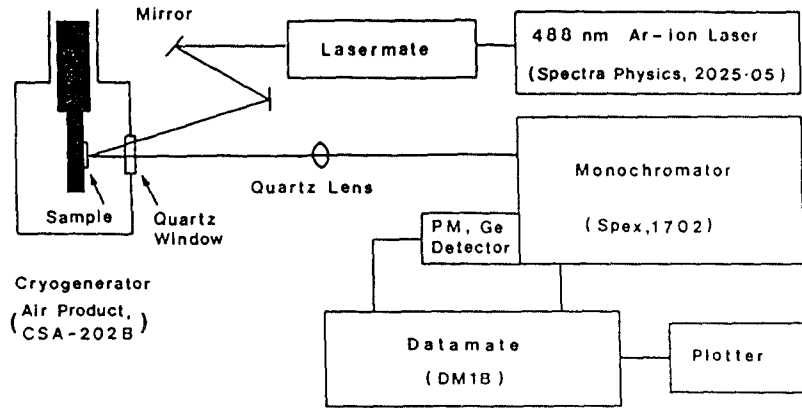 Mirror
Lasermate
488 nm Ar-ion Laser
(Spectra Physics, 2025-05)
Monochromator
(Spex,1702)
Quartz Lens
Sample
Quartz
Window
PM, Ge
Detector
Cryogenerator
(Air Product,
CSA-202B)
Datamate
(DM1B)
Plotter